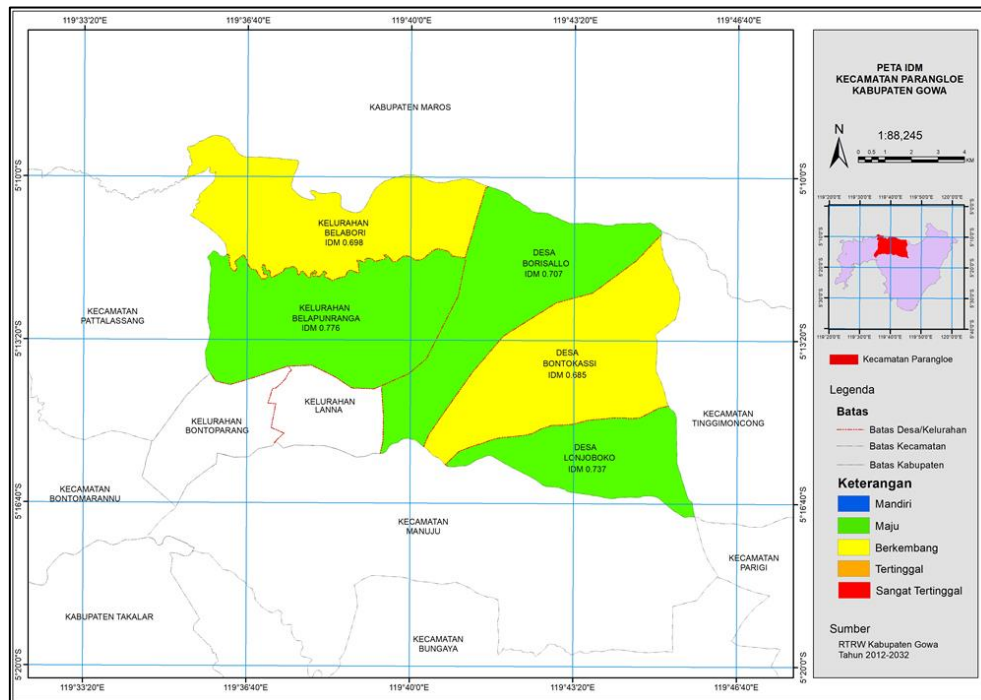 119°33'20"E 119°36'40"E 119°40'0"E 119°43'20"E 119°46'40"E
KABUPATEN MAROS
5°10'0"S
5°10'0"S
KELURAHAN
BELABORI
IDM 0.698
DESA
BORISALLO
IDM 0.707
KELURAHAN
BELAPUNRANGA
IDM 0.776
KECAMATAN
PATTALASSANG
5°13'20"S
5°13'20"S
DESA
BONTOKASSI
IDM 0.685
KELURAHAN
LANNA
KELURAHAN
BONTOPARANG
KECAMATAN
TINGGIMONCONG
DESA
LONJOBOKO
IDM 0.737
KECAMATAN
BONTOMARANNU
5°16'40"S
5°16'40"S
KECAMATAN
MANUJU
KECAMATAN
PARIGI
KABUPATEN TAKALAR
KECAMATAN
BUNGAYA
5°20'0"S
5°20'0"S
119°33'20"E 119°36'40"E 119°40'0"E 119°43'20"E 119°46'40"E
PETA IDM
KECAMATAN PARANGLOE
KABUPATEN GOWA
N
1:88,245
0 0.5 1 2 3 4
KM
Kecamatan Parangloe
Legenda
Batas
Batas Desa/Kelurahan
Batas Kecamatan
Batas Kabupaten
Keterangan
Mandiri
Maju
Berkembang
Tertinggal
Sangat Tertinggal
Sumber
RTRW Kabupaten Gowa
Tahun 2012-2032